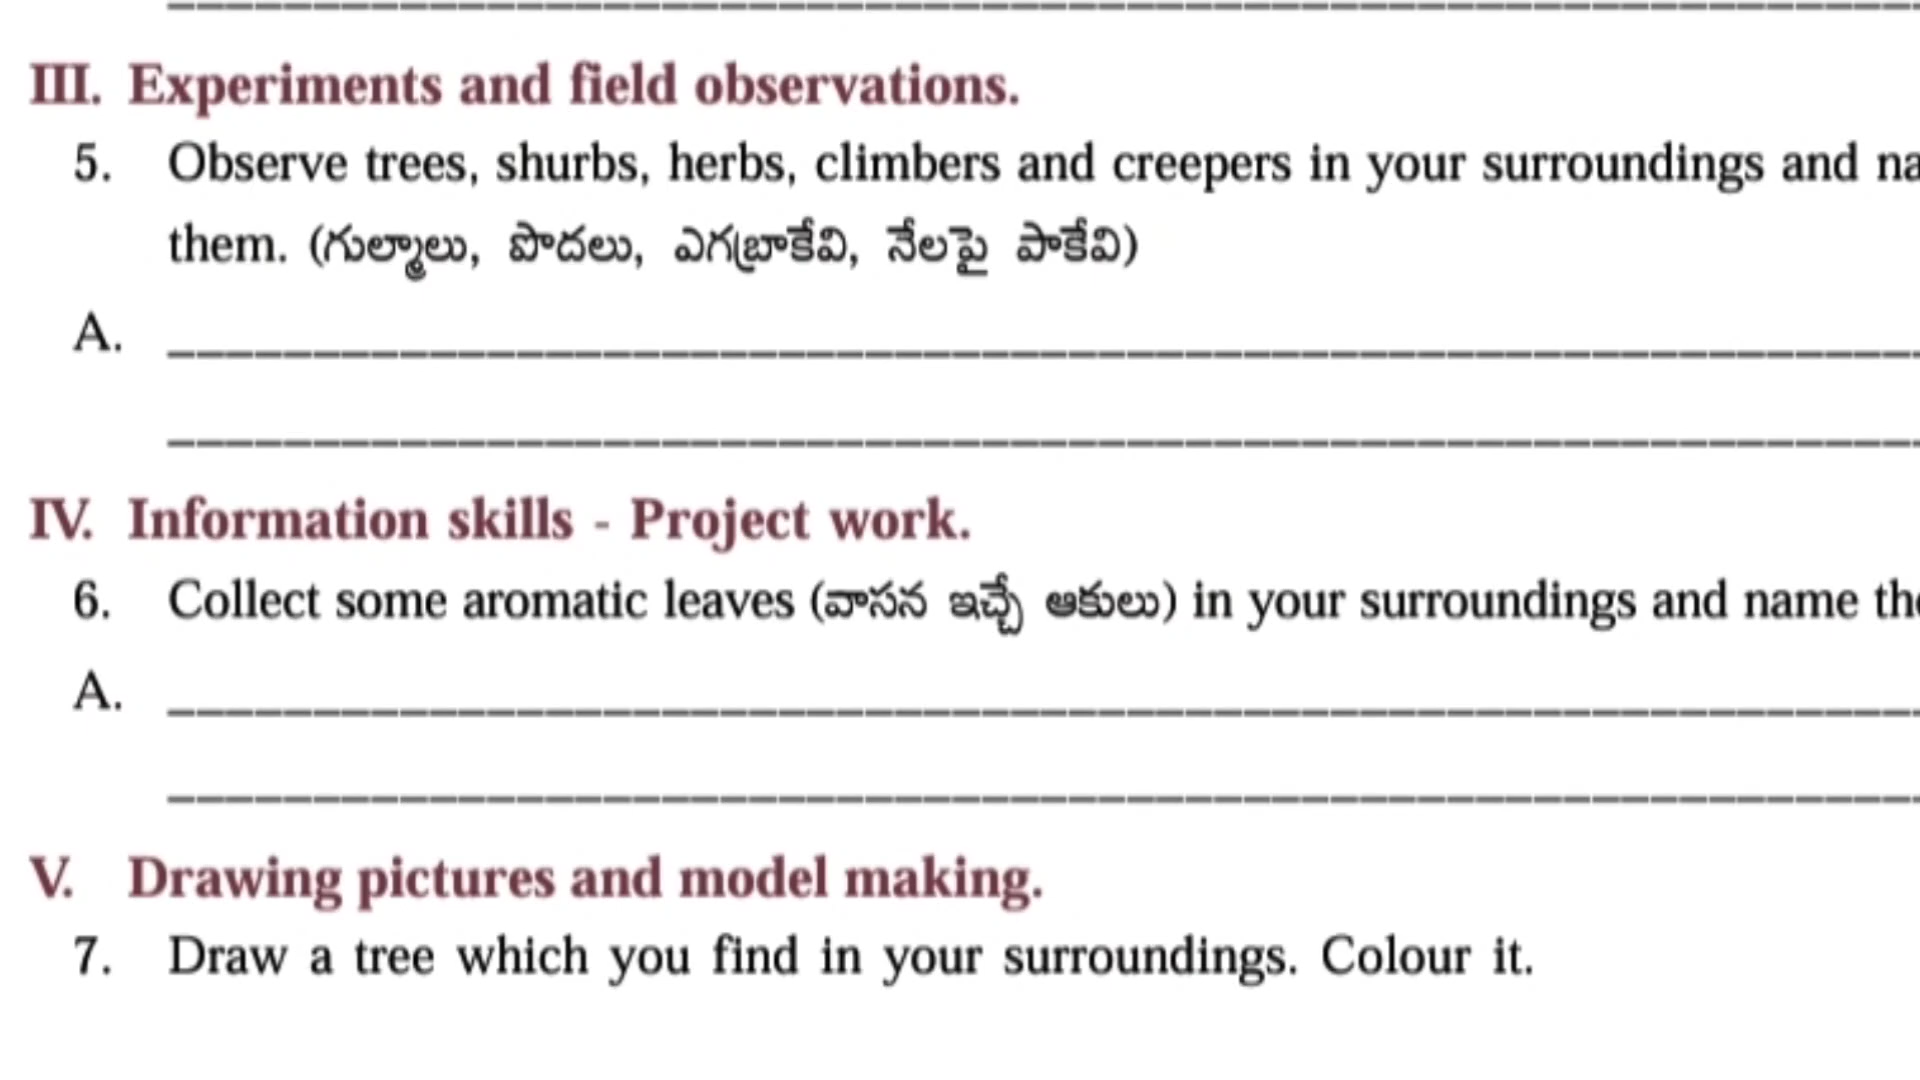 III. Experiments and field observations.
5. Observe trees, shurbs, herbs, climbers and creepers in your surroundings and
them. (గుల్మాలు, పొదలు, ఎగబ్రాకేవి, నేలపై పాకేవి)
A.
IV. Information skills - Project work.
6. Collect some aromatic leaves (వాసన ఇచ్చే ఆకులు) in your surroundings and name
A.
V. Drawing pictures and model making.
7. Draw a tree which you find in your surroundings. Colour it.